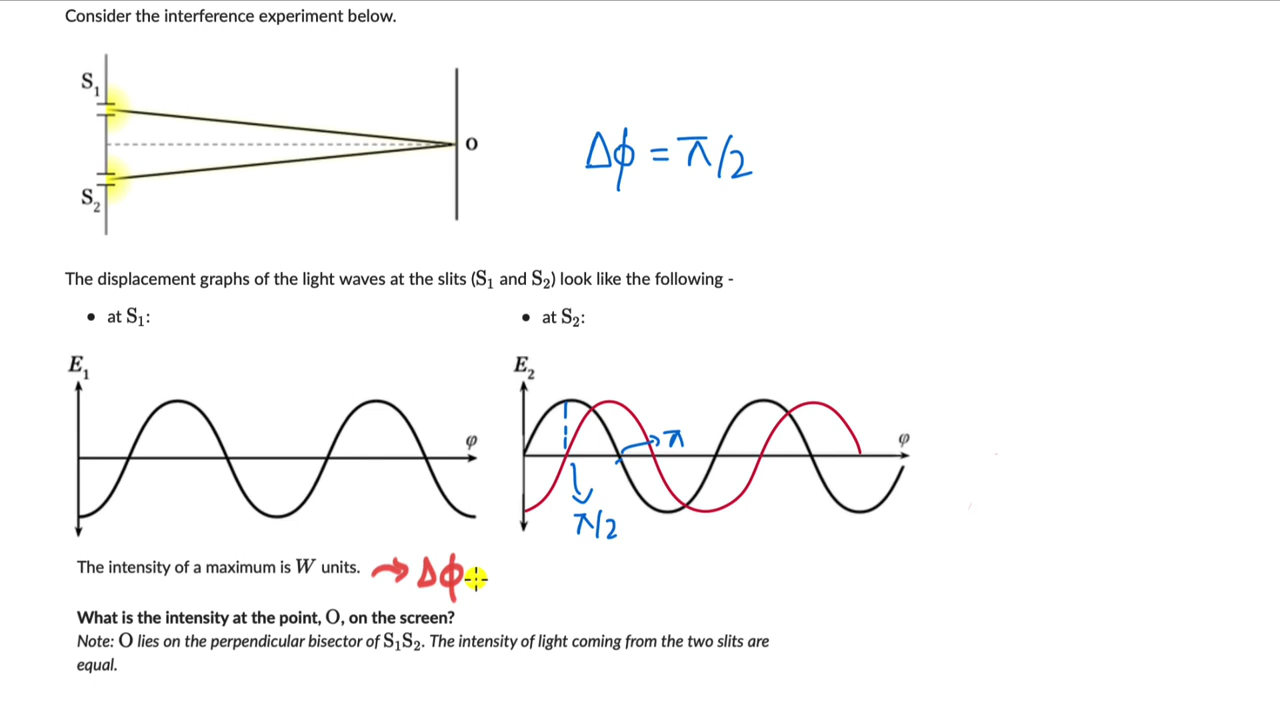 Consider the interference experiment below.
S₁
O
S₂
Δϕ = π/2
The displacement graphs of the light waves at the slits (S₁ and S₂) look like the following -
• at S₁:
• at S₂:
E₁
φ
E₂
π
φ
π/2
The intensity of a maximum is W units. → Δϕ
What is the intensity at the point, O, on the screen?
Note: O lies on the perpendicular bisector of S₁S₂. The intensity of light coming from the two slits are
equal.